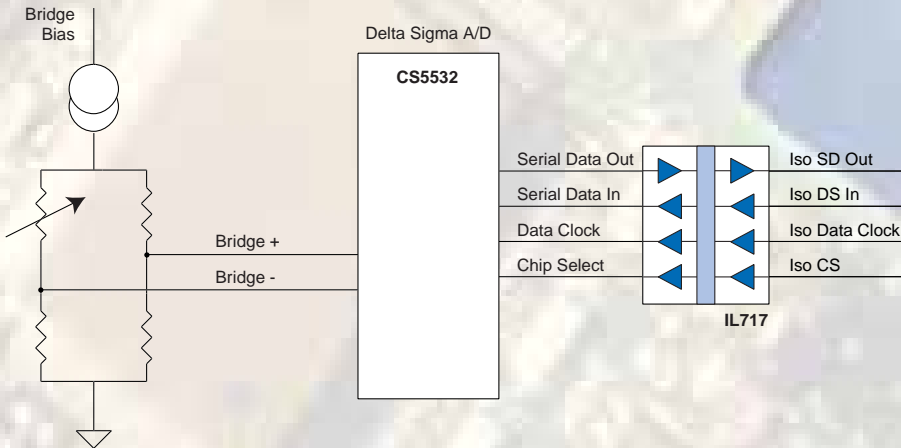 Bridge
Bias
Delta Sigma A/D
CS5532
Serial Data Out
Iso SD Out
Serial Data In
Iso DS In
Data Clock
Iso Data Clock
Chip Select
Iso CS
Bridge +
Bridge -
IL717